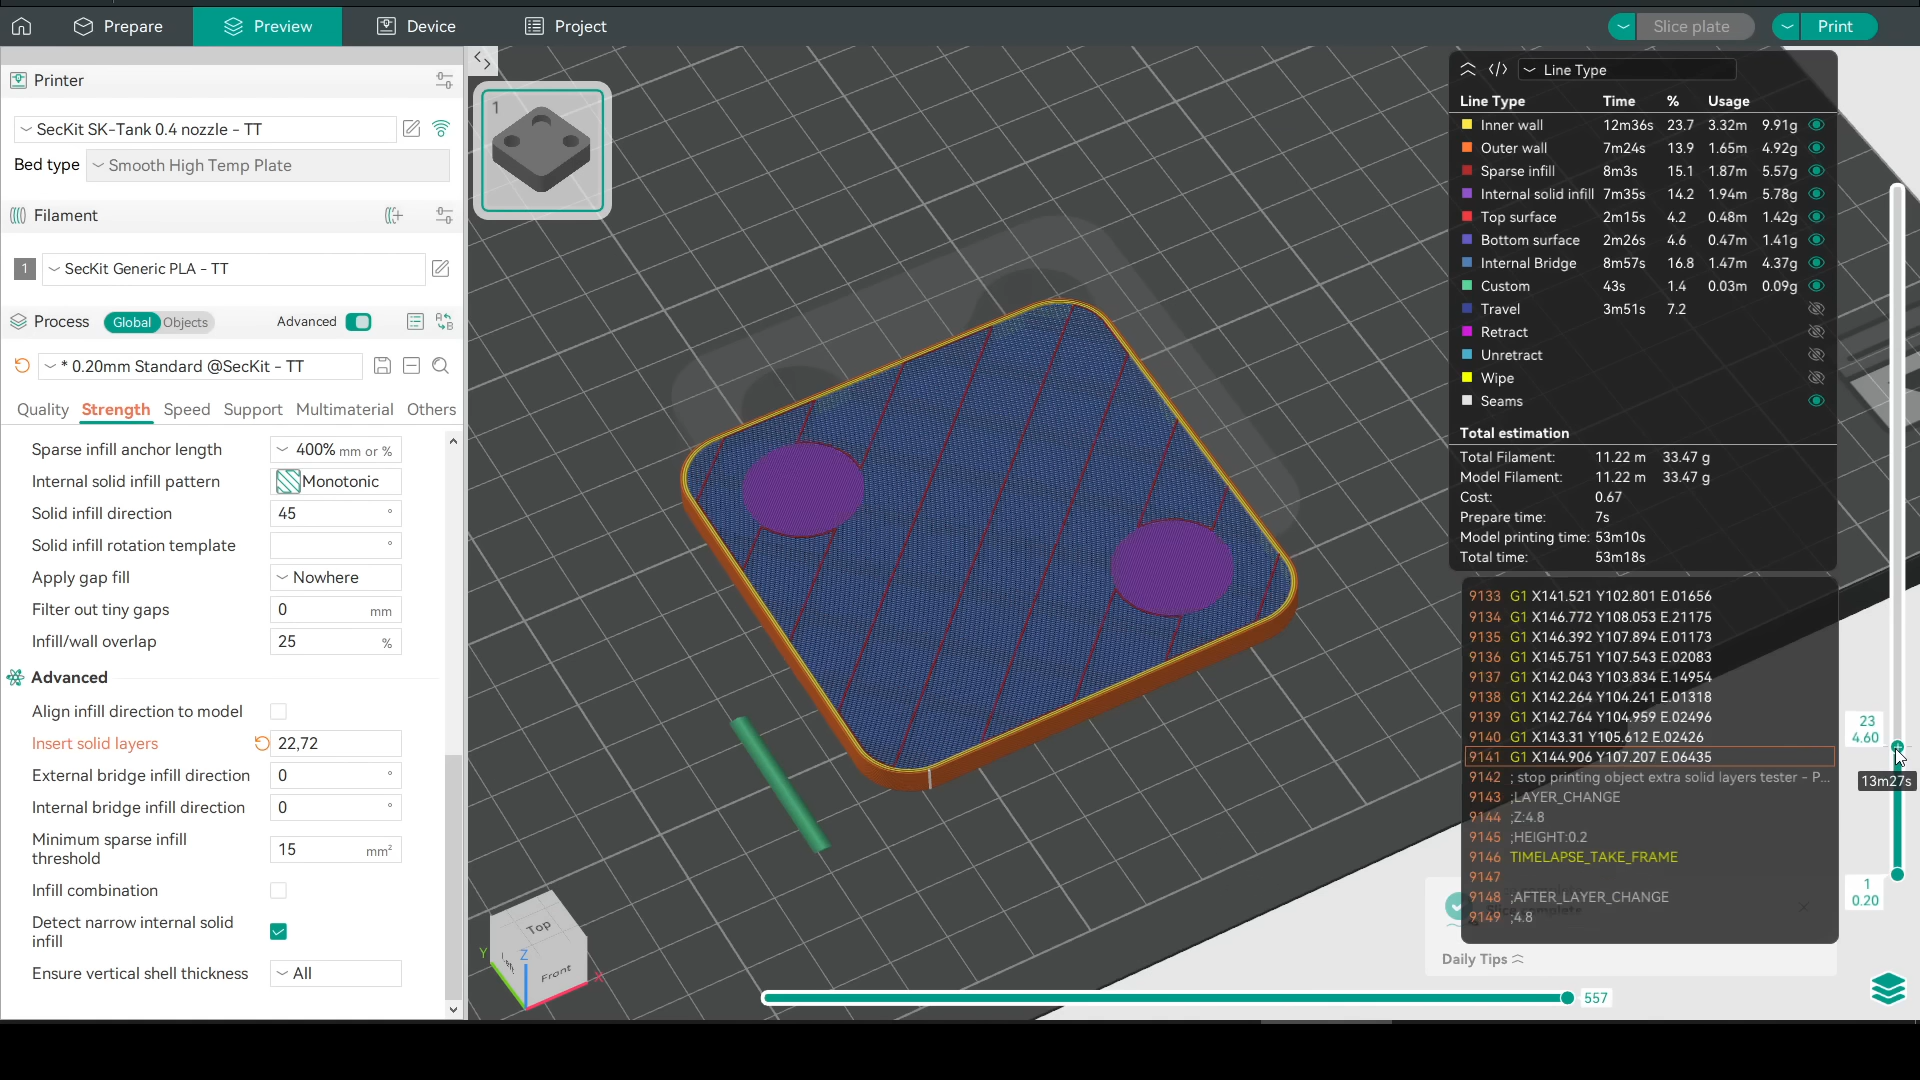 Prepare
Preview
Device
Project
Slice plate
Print
Printer
SecKit SK-Tank 0.4 nozzle - TT
Bed type
Smooth High Temp Plate
Filament
1
SecKit Generic PLA - TT
Process
Global
Objects
Advanced
* 0.20mm Standard @SecKit - TT
Quality
Strength
Speed
Support
Multimaterial
Others
Sparse infill anchor length
400%
mm or %
Internal solid infill pattern
Monotonic
Solid infill direction
45
°
Solid infill rotation template
°
Apply gap fill
Nowhere
Filter out tiny gaps
0
mm
Infill/wall overlap
25
%
Advanced
Align infill direction to model
Insert solid layers
22,72
External bridge infill direction
0
°
Internal bridge infill direction
0
°
Minimum sparse infill
threshold
15
mm²
Infill combination
Detect narrow internal solid
infill
Ensure vertical shell thickness
All
1
Top
Front
X
Y
Z
Line Type
Line Type Time % Usage
Inner wall 12m36s 23.7 3.32m 9.91g
Outer wall 7m24s 13.9 1.65m 4.92g
Sparse infill 8m3s 15.1 1.87m 5.57g
Internal solid infill 7m35s 14.2 1.94m 5.78g
Top surface 2m15s 4.2 0.48m 1.42g
Bottom surface 2m26s 4.6 0.47m 1.41g
Internal Bridge 8m57s 16.8 1.47m 4.37g
Custom 43s 1.4 0.03m 0.09g
Travel 3m51s 7.2
Retract
Unretract
Wipe
Seams
Total estimation
Total Filament: 11.22 m 33.47 g
Model Filament: 11.22 m 33.47 g
Cost: 0.67
Prepare time: 7s
Model printing time: 53m10s
Total time: 53m18s
9133 G1 X141.521 Y102.801 E.01656
9134 G1 X146.772 Y108.053 E.21175
9135 G1 X146.392 Y107.894 E.01173
9136 G1 X145.751 Y107.543 E.02083
9137 G1 X142.043 Y103.834 E.14954
9138 G1 X142.264 Y104.241 E.01318
9139 G1 X142.764 Y104.959 E.02496
9140 G1 X143.31 Y105.612 E.02426
9141 G1 X144.906 Y107.207 E.06435
9142 ; stop printing object extra solid layers tester - P...
9143 ;LAYER_CHANGE
9144 ;Z:4.8
9145 ;HEIGHT:0.2
9146 TIMELAPSE_TAKE_FRAME
9147
9148 ;AFTER_LAYER_CHANGE
9149 ;4.8
Daily Tips
23
4.60
13m27s
1
0.20
557